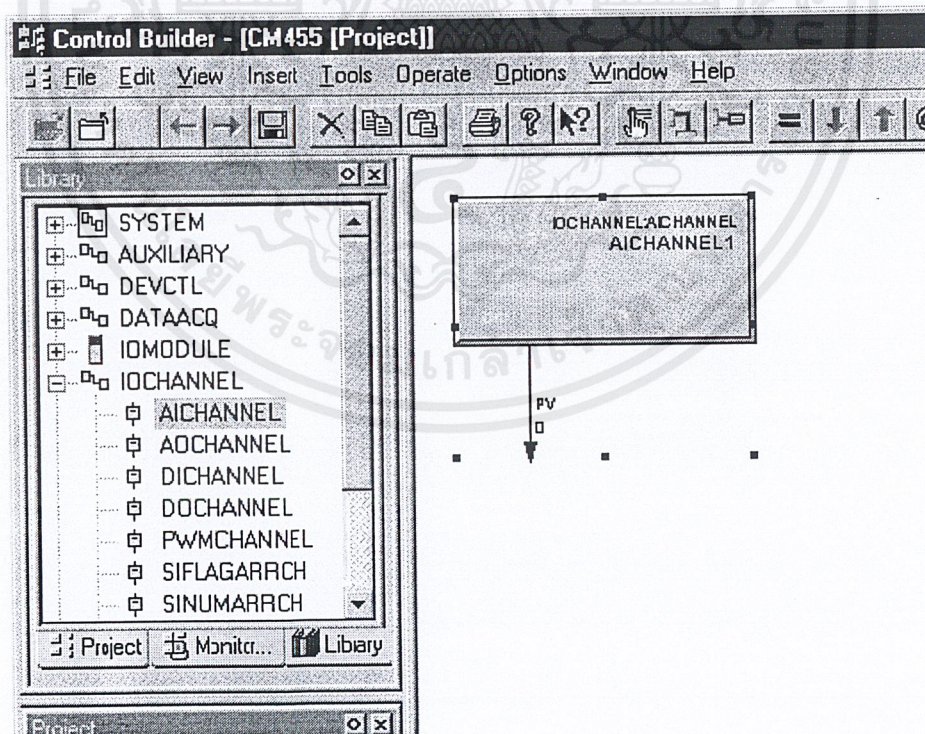 Control Builder - [CM455 [Project]]
File Edit View Insert Tools Operate Options Window Help
Library
SYSTEM
AUXILIARY
DEVCTL
DATAACQ
IOMODULE
IOCHANNEL
AICHANNEL
AOCHANNEL
DICHANNEL
DOCHANNEL
PWMCHANNEL
SIFLAGARRCH
SINUMARRCH
Project Monitor... Library
Project
IOCHANNEL:AICHANNEL
AICHANNEL1
PV
0